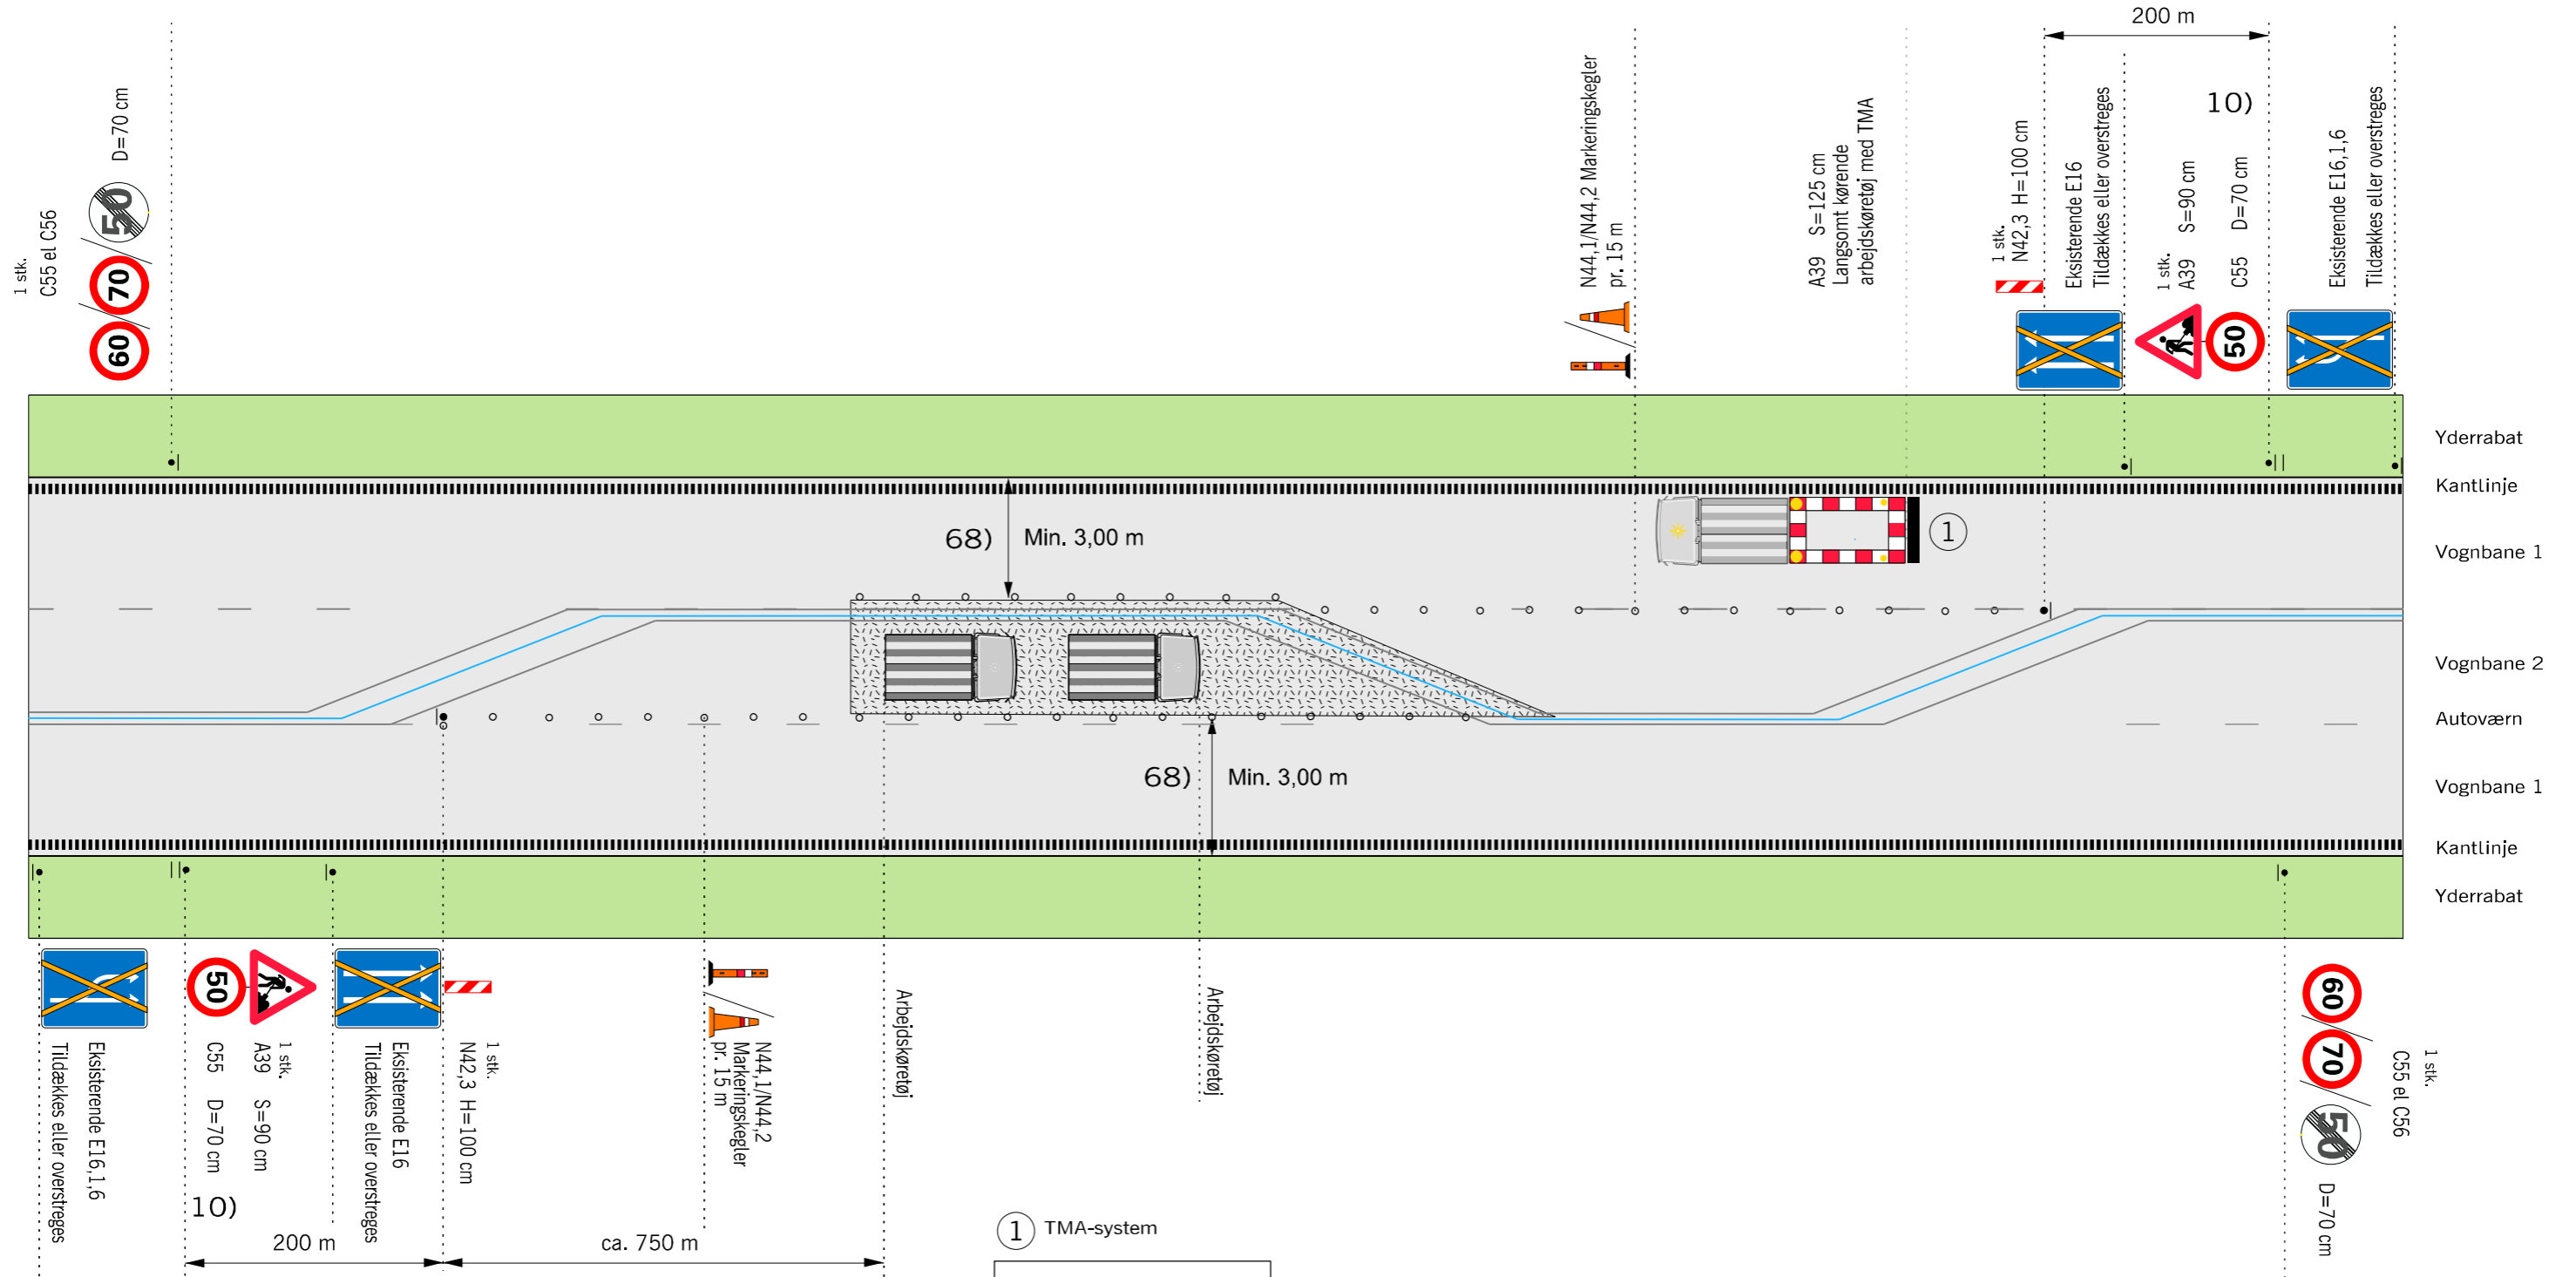 200 m
1 stk.
C55 el C56
D=70 cm
50
70
60
N44,1/N44,2 Markeringskegler
pr. 15 m
A39 S=125 cm
Langsomt kørende
arbejdskøretøj med TMA
1 stk.
N42,3 H=100 cm
Eksisterende E16
Tildækkes eller overstreges
10)
1 stk.
A39 S=90 cm
C55 D=70 cm
50
Eksisterende E16,1,6
Tildækkes eller overstreges
Yderrabat
Kantlinje
68) Min. 3,00 m
1
Vognbane 1
Vognbane 2
Autoværn
68) Min. 3,00 m
Vognbane 1
Kantlinje
Yderrabat
Eksisterende E16,1,6
Tildækkes eller overstreges
50
1 stk.
A39 S=90 cm
C55 D=70 cm
10)
Eksisterende E16
Tildækkes eller overstreges
1 stk.
N42,3 H=100 cm
N44,1/N44,2
Markeringskegler
pr. 15 m
Arbejdskøretøj
Arbejdskøretøj
60
70
50
1 stk.
C55 el C56
D=70 cm
200 m
ca. 750 m
1 TMA-system